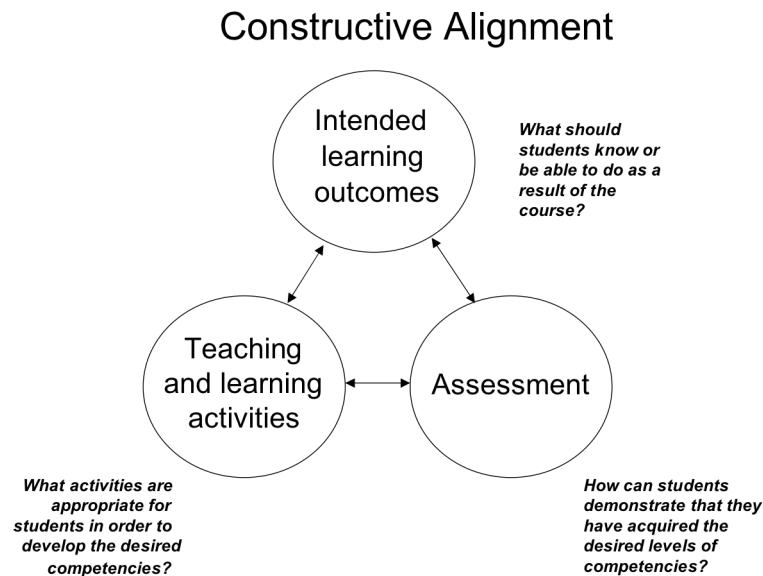 Constructive Alignment
Intended
learning
outcomes
What should
students know or
be able to do as a
result of the
course?
Teaching
and learning
activities
Assessment
What activities are
appropriate for
students in order to
develop the desired
competencies?
How can students
demonstrate that they
have acquired the
desired levels of
competencies?